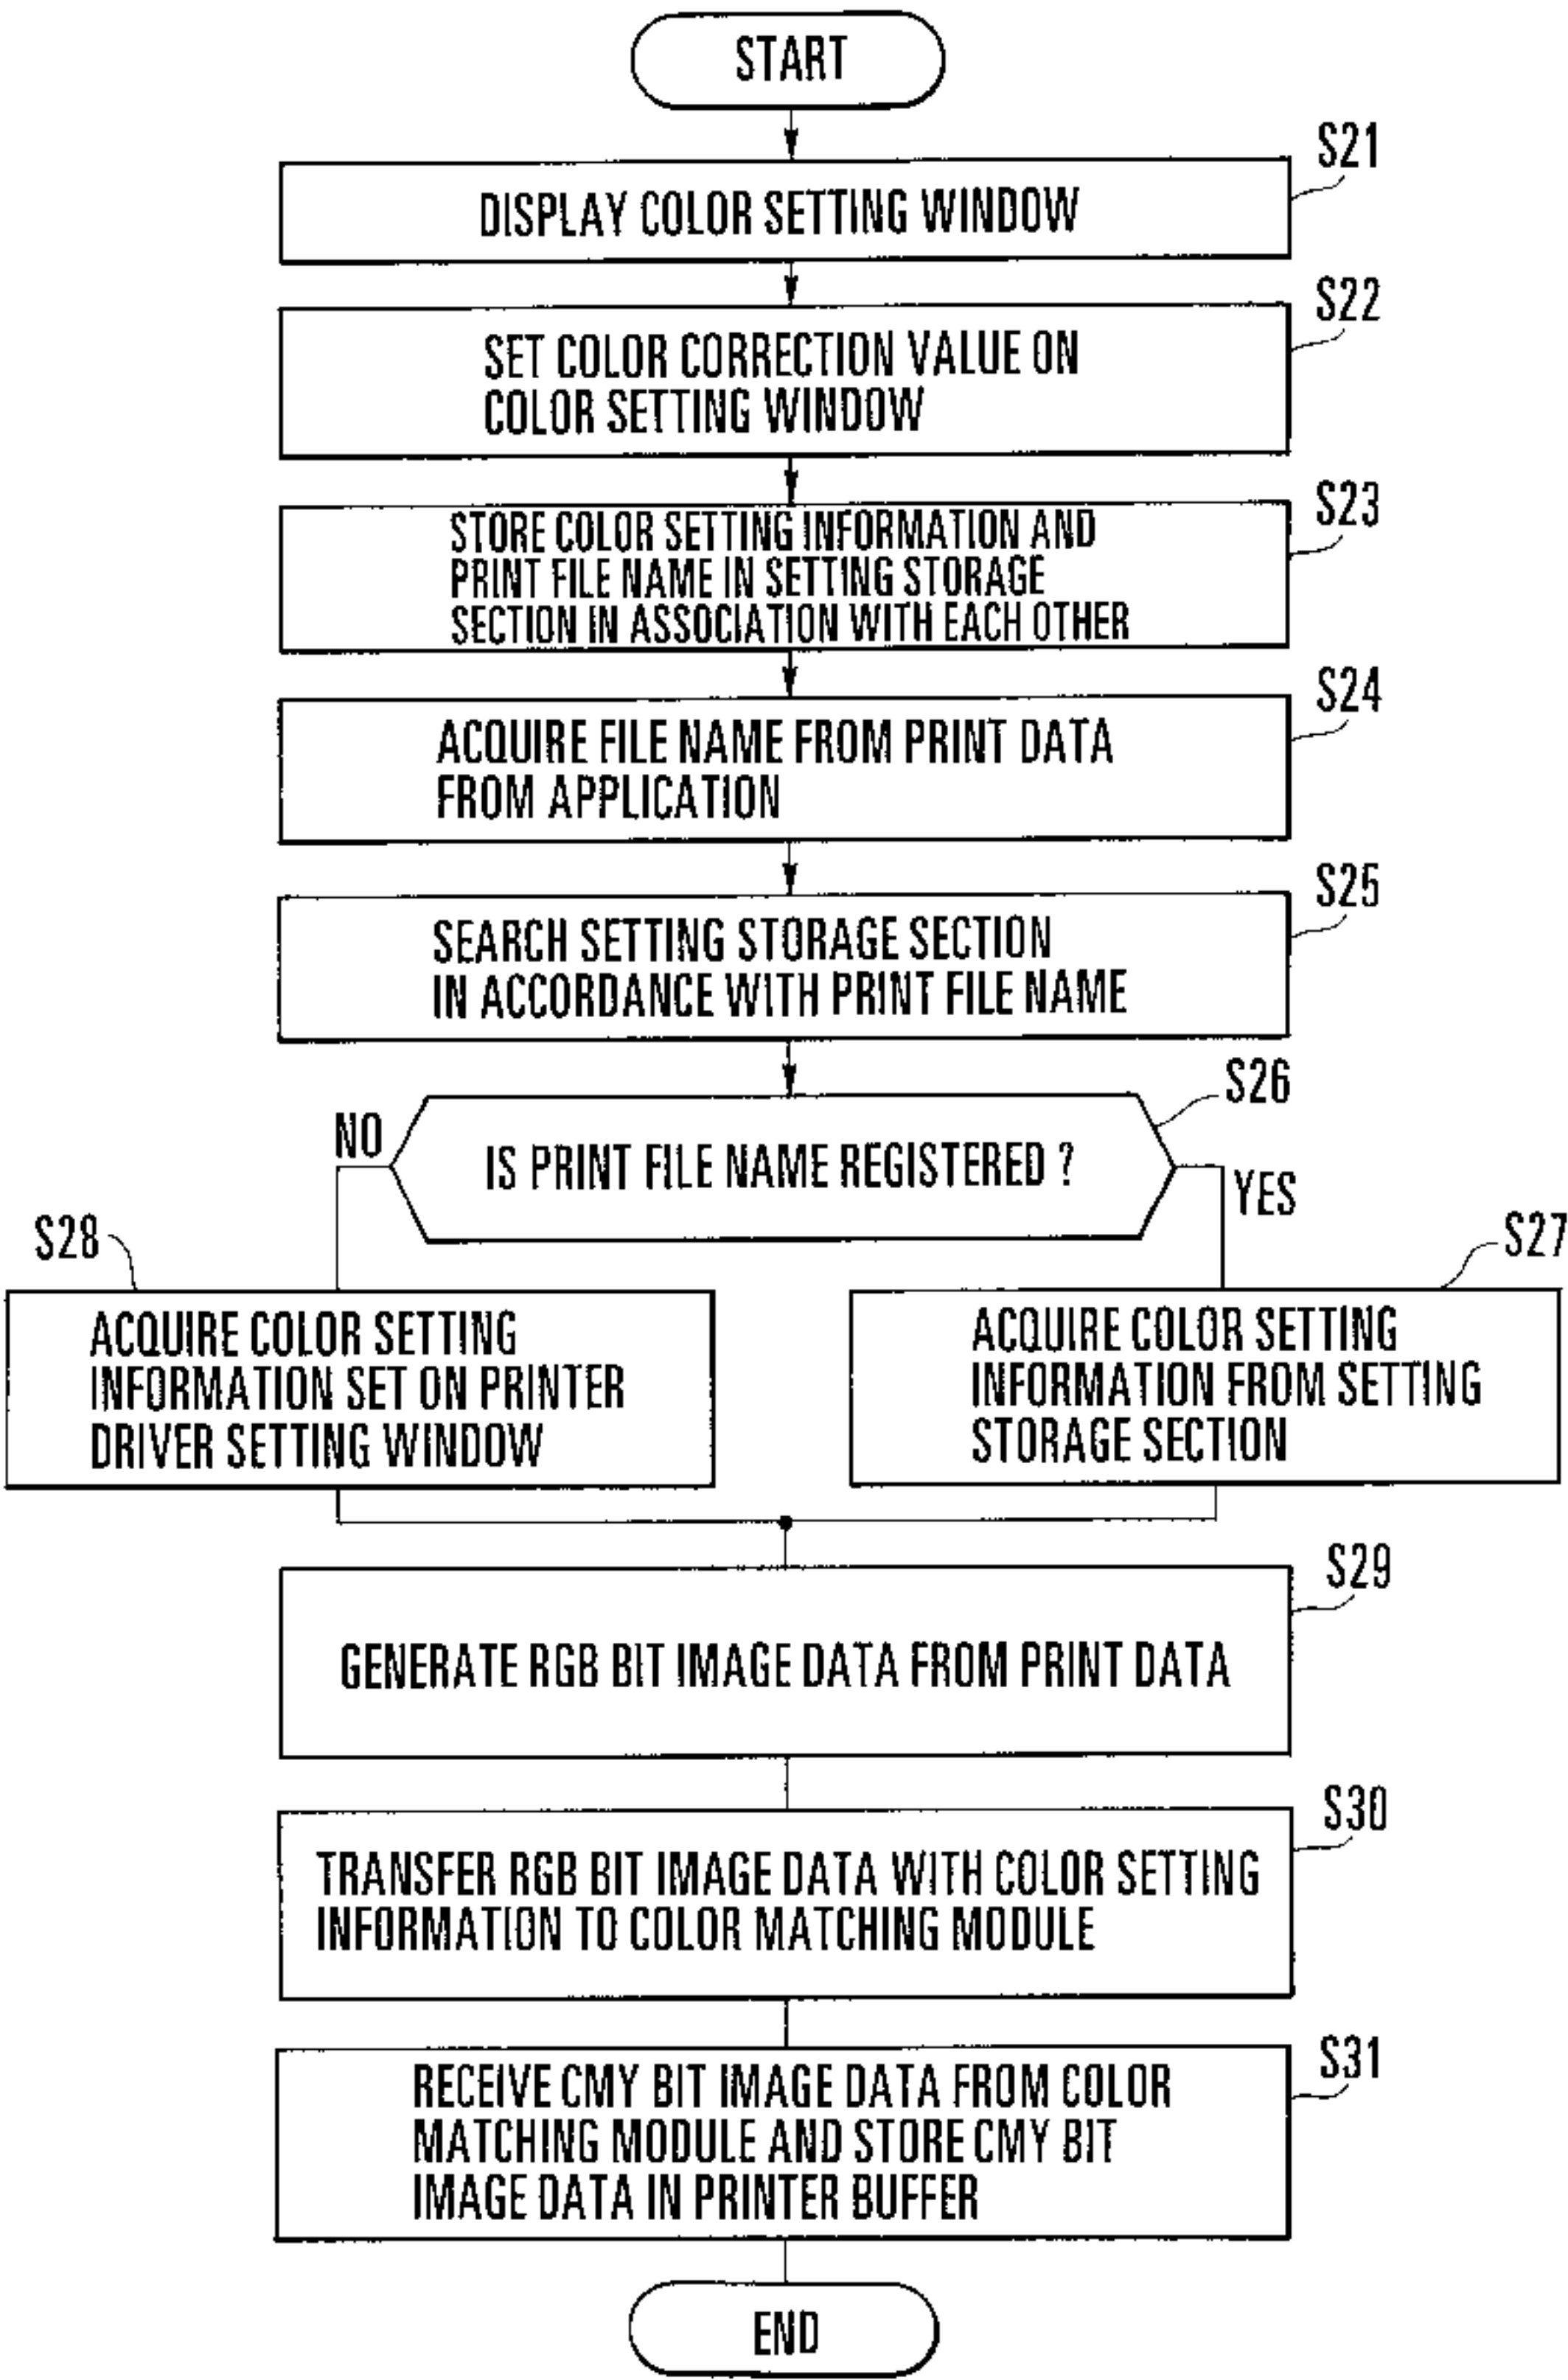 START
S21
DISPLAY COLOR SETTING WINDOW
S22
SET COLOR CORRECTION VALUE ON
COLOR SETTING WINDOW
S23
STORE COLOR SETTING INFORMATION AND
PRINT FILE NAME IN SETTING STORAGE
SECTION IN ASSOCIATION WITH EACH OTHER
S24
ACQUIRE FILE NAME FROM PRINT DATA
FROM APPLICATION
S25
SEARCH SETTING STORAGE SECTION
IN ACCORDANCE WITH PRINT FILE NAME
S26
NO
IS PRINT FILE NAME REGISTERED ?
YES
S28
ACQUIRE COLOR SETTING
INFORMATION SET ON PRINTER
DRIVER SETTING WINDOW
S27
ACQUIRE COLOR SETTING
INFORMATION FROM SETTING
STORAGE SECTION
S29
GENERATE RGB BIT IMAGE DATA FROM PRINT DATA
S30
TRANSFER RGB BIT IMAGE DATA WITH COLOR SETTING
INFORMATION TO COLOR MATCHING MODULE
S31
RECEIVE CMY BIT IMAGE DATA FROM COLOR
MATCHING MODULE AND STORE CMY BIT
IMAGE DATA IN PRINTER BUFFER
END